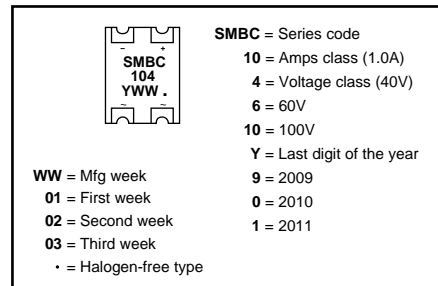 - +
SMBC
104
YWW .
~ ~
SMBC = Series code
10 = Amps class (1.0A)
4 = Voltage class (40V)
6 = 60V
10 = 100V
Y = Last digit of the year
9 = 2009
0 = 2010
1 = 2011
WW = Mfg week
01 = First week
02 = Second week
03 = Third week
· = Halogen-free type